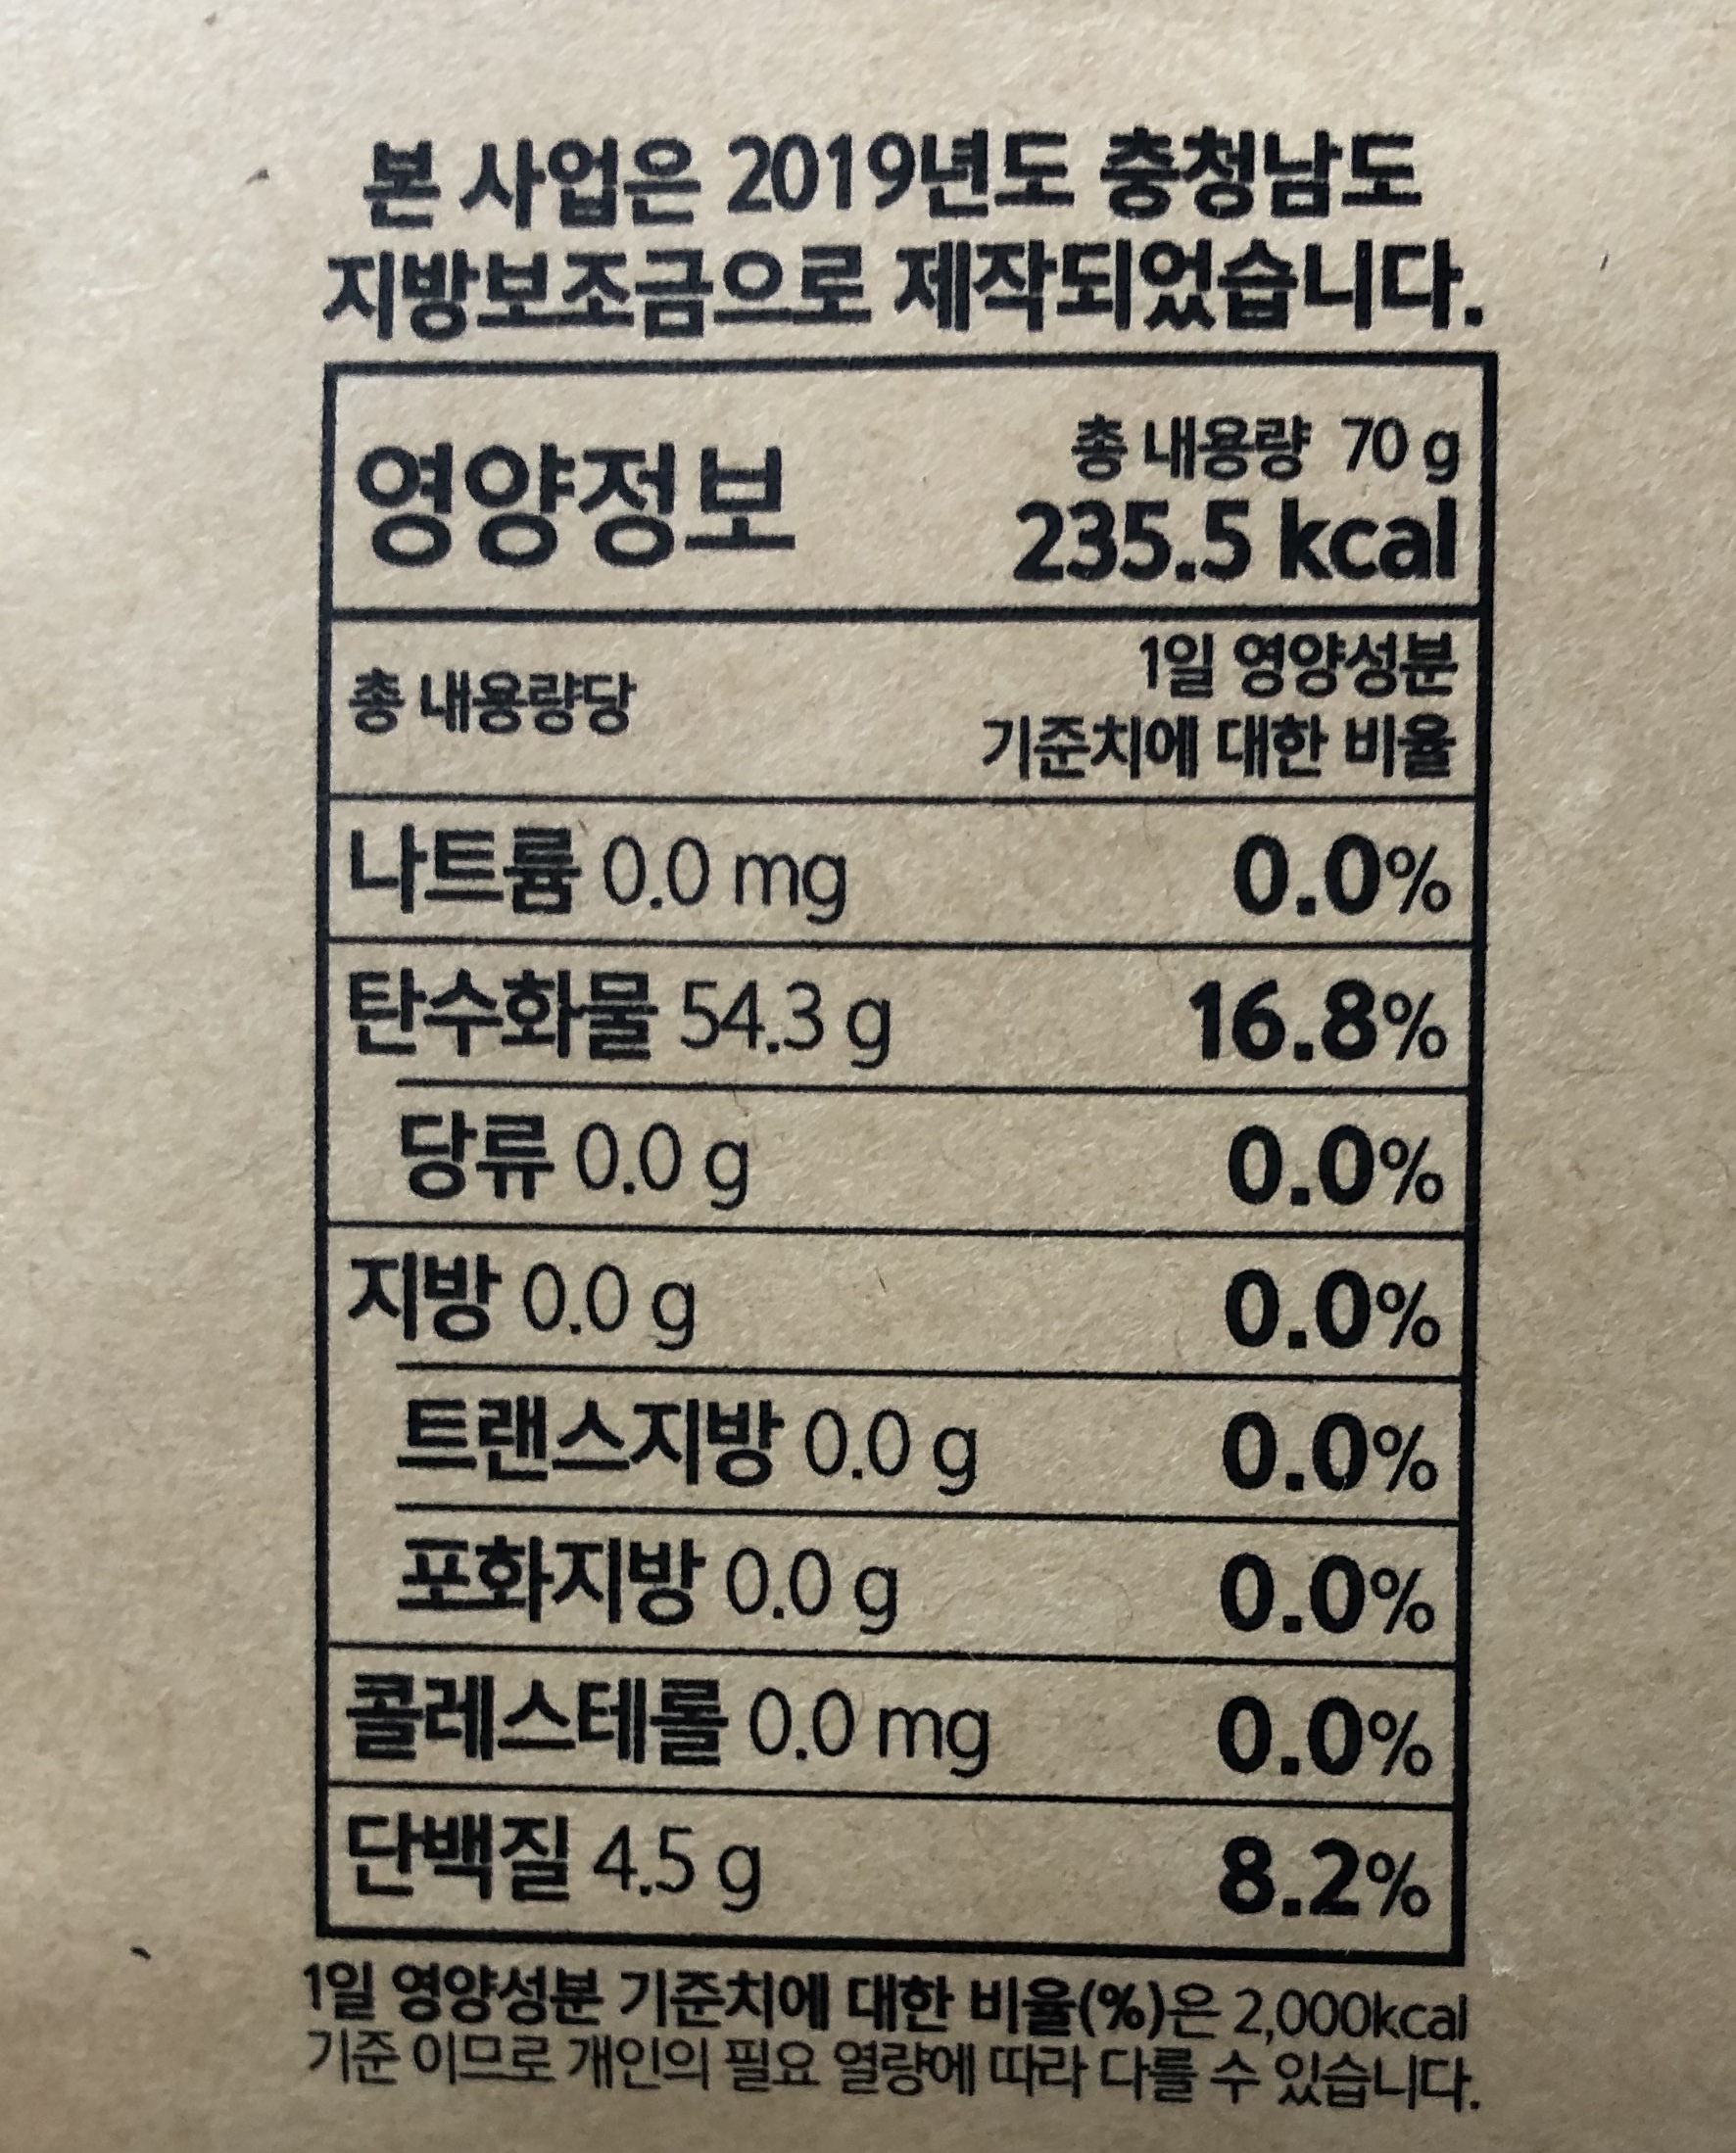 본 사업은 2019년도 충청남도
지방보조금으로 제작되었습니다.
영양정보
총 내용량 70 g
235.5 kcal
총 내용량당
1일 영양성분
기준치에 대한 비율
나트륨 0.0 mg 0.0%
탄수화물 54.3 g 16.8%
당류 0.0 g 0.0%
지방 0.0 g 0.0%
트랜스지방 0.0 g 0.0%
포화지방 0.0 g 0.0%
콜레스테롤 0.0 mg 0.0%
단백질 4.5 g 8.2%
1일 영양성분 기준치에 대한 비율(%)은 2,000kcal
기준 이므로 개인의 필요 열량에 따라 다를 수 있습니다.